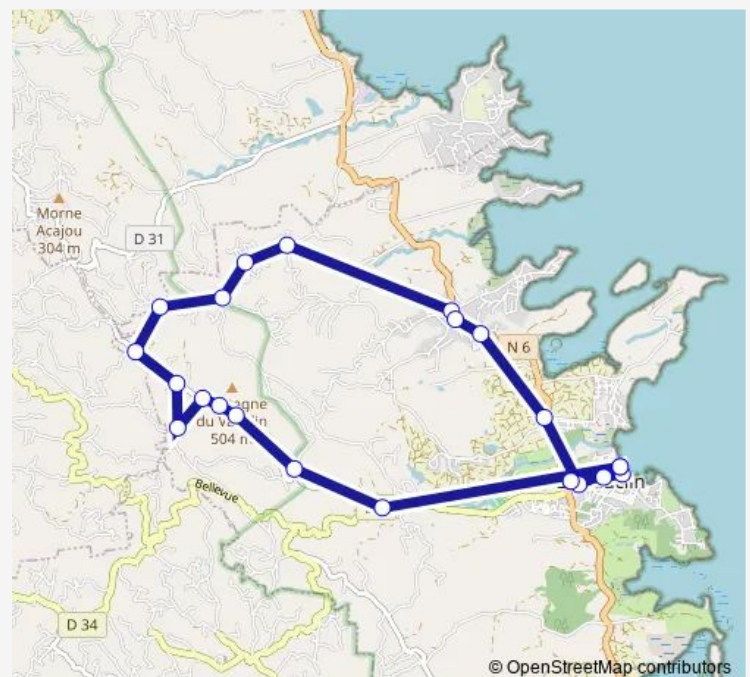 Morne
Acajou
304 m
D 31
N 6
504 m
Bellevue
D 34
© OpenStreetMap contributors